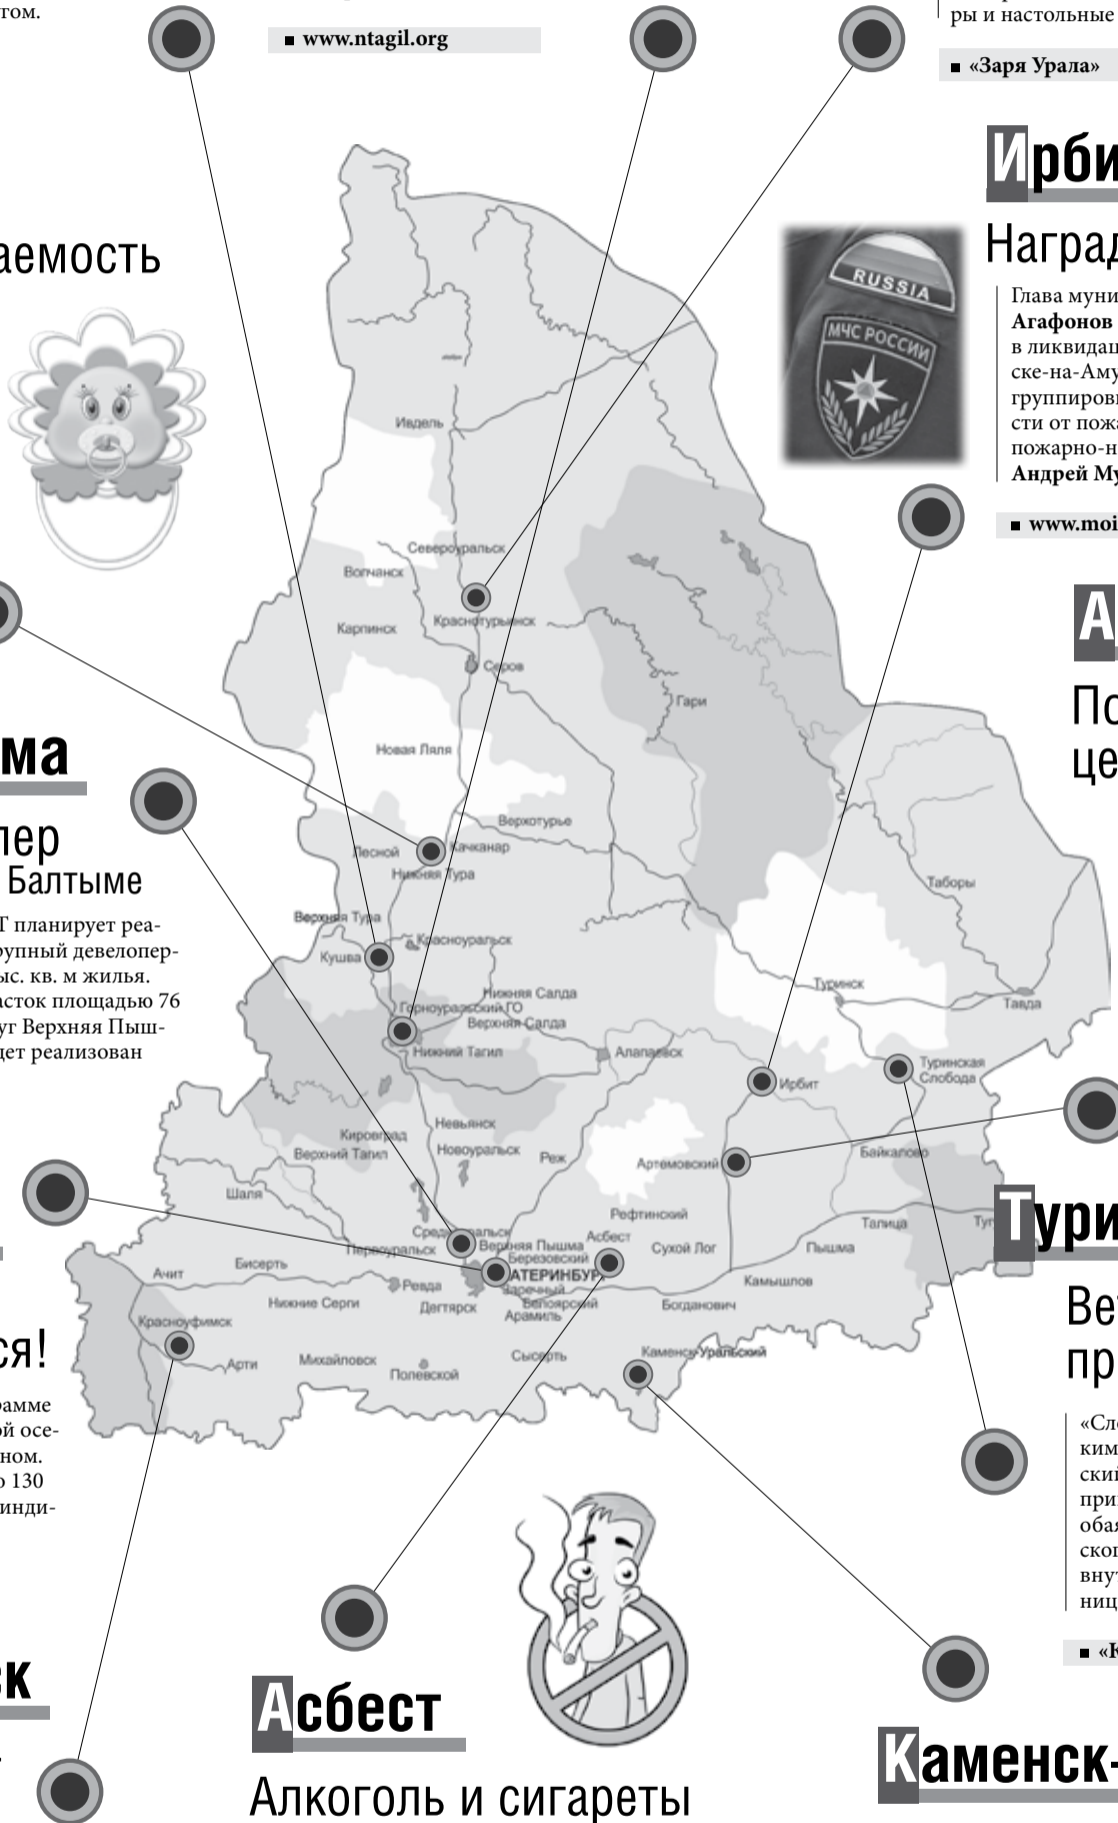 том.
■ www.ntagil.org
ры и настольные
■ «Заря Урала»
Ирби
Наград
Глава муни
Агафонов
в ликвидац
ске-на-Аму
группиров
сти от пожа
пожарно-н
Андрей Му
■ www.moi
RUSSIA
МЧС РОССИИ
аемость
Ивдель
Североуральск
Волчанск
Карпинск
Краснотурьинск
Серов
Гари
Новая Ляля
Верхотурье
Лесной
Качканар
Нижняя Тура
Таборы
Верхняя Тура
Красноуральск
Кушва
Туринск
Нижняя Салда
Тавда
Горноуральский ГО
Верхняя Салда
Нижний Тагил
Алапаевск
Ирбит
Туринская
Слобода
Невьянск
Кировград
Верхний Тагил
Новоуральск
Реж
Артемовский
Байкалово
Шаля
Рефтинский
Талица
Туг
Первоуральск
Верхняя Пышма
Асбест
Сухой Лог
Пышма
Березовский
АТЕРИНБУР
Ачит
Бисерть
Ревда
Заречный
Камышлов
Нижние Серги
Дегтярск
Белоярский
Арамиль
Богданович
Красноуфимск
Арти
Михайловск
Полевской
Сысерть
Каменск-Уральский
ма
пер
Балтыме
Т планирует реа-
рупный девелопер-
ыс. кв. м жилья.
асток площадью 76
уг Верхняя Пыш-
дет реализован
ся!
рамме
ой осе-
ном.
о 130
инди-
ск
А
По
це
Тури
Ве
пр
«Сл
ким
ский
при
обая
ског
вну
ниц
■ «К
Асбест
Алкоголь и сигареты
Каменск-